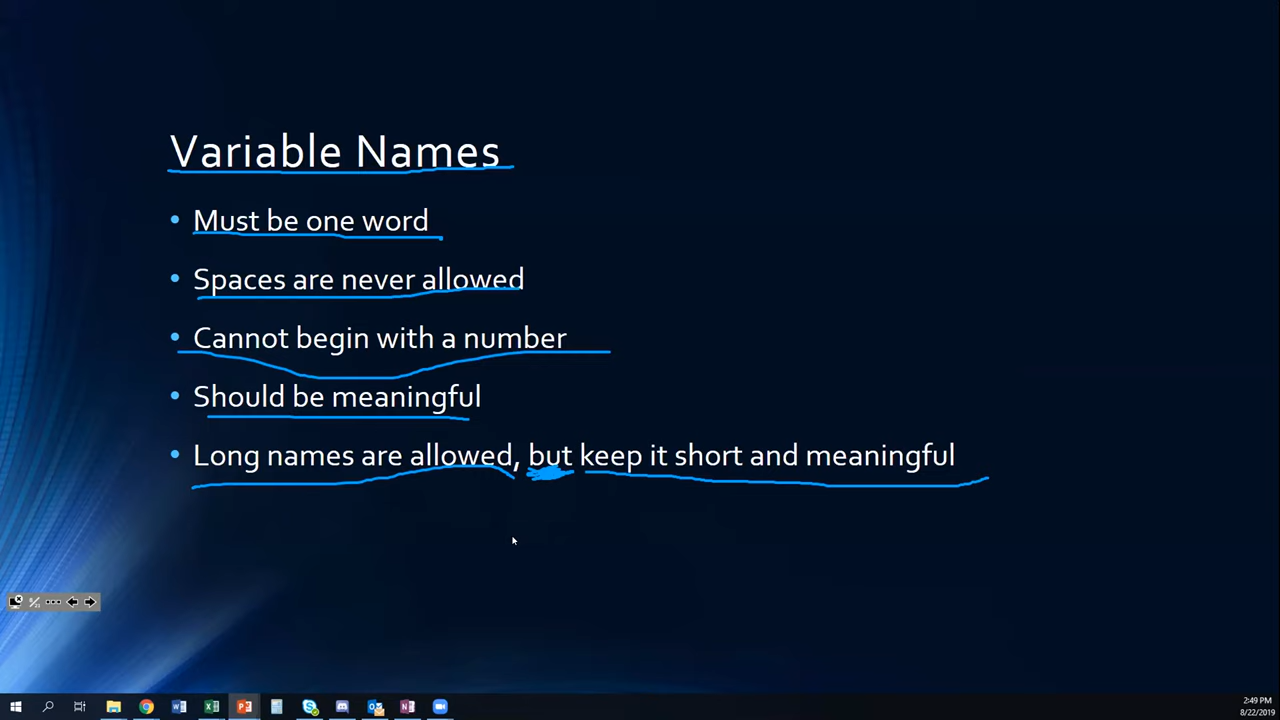 Variable Names
• Must be one word
• Spaces are never allowed
• Cannot begin with a number
• Should be meaningful
• Long names are allowed, but keep it short and meaningful
2:49 PM
8/22/2019